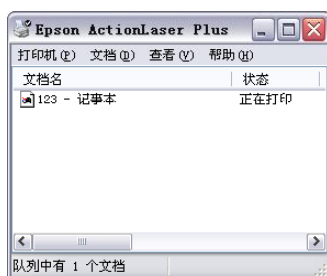 Epson ActionLaser Plus
打印机(P) 文档(D) 查看(V) 帮助(H)
文档名 状态
123 - 记事本 正在打印
队列中有 1 个文档